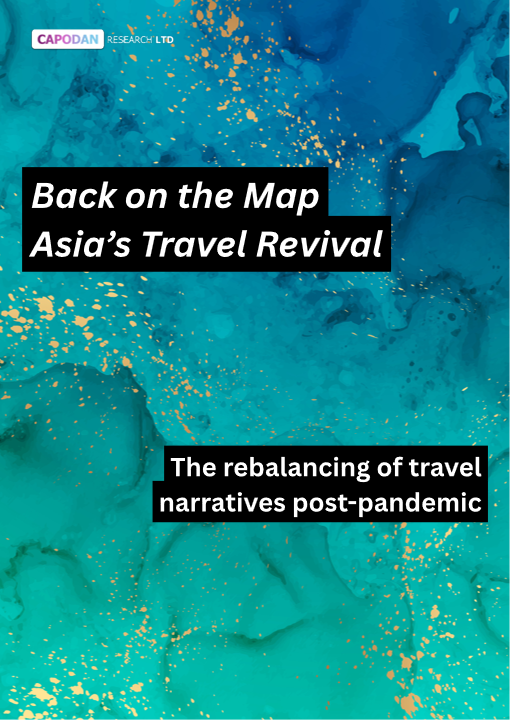 CAPODAN RESEARCH LTD
Back on the Map
Asia's Travel Revival
The rebalancing of travel
narratives post-pandemic